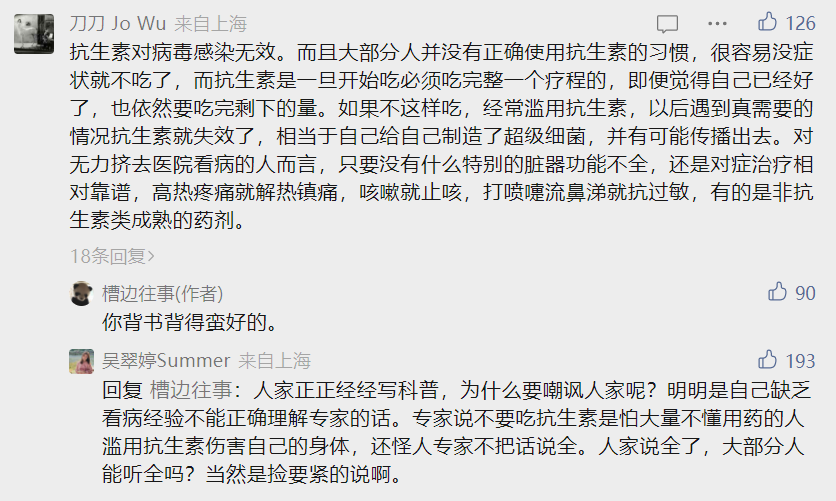 刀刀 Jo Wu 来自上海 126
抗生素对病毒感染无效。而且大部分人并没有正确使用抗生素的习惯，很容易没症
状就不吃了，而抗生素是一旦开始吃必须吃完整一个疗程的，即便觉得自己已经好
了，也依然要吃完剩下的量。如果不这样吃，经常滥用抗生素，以后遇到真需要的
情况抗生素就失效了，相当于自己给自己制造了超级细菌，并有可能传播出去。对
无力挤去医院看病的人而言，只要没有什么特别的脏器功能不全，还是对症治疗相
对靠谱，高热疼痛就解热镇痛，咳嗽就止咳，打喷嚏流鼻涕就抗过敏，有的是非抗
生素类成熟的药剂。
18条回复>
槽边往事(作者) 90
你背书背得蛮好的。
吴翠婷Summer 来自上海 193
回复 槽边往事：人家正正经经写科普，为什么要嘲讽人家呢？明明是自己缺乏
看病经验不能正确理解专家的话。专家说不要吃抗生素是怕大量不懂用药的人
滥用抗生素伤害自己的身体，还怪人专家不把话说全。人家说全了，大部分人
能听全吗？当然是捡要紧的说啊。